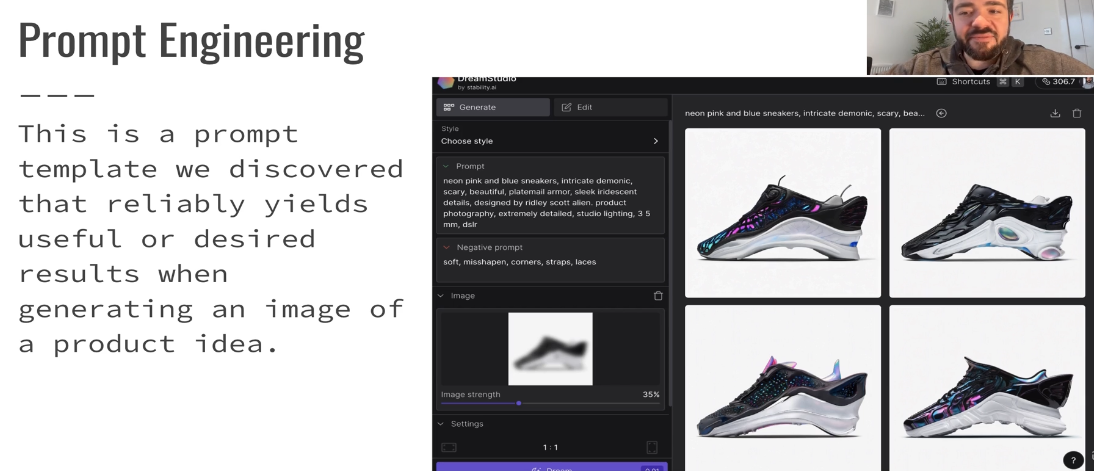 Prompt Engineering
This is a prompt
template we discovered
that reliably yields
useful or desired
results when
generating an image of
a product idea.
DreamStudio
by stability.ai
Shortcuts ⌘ K
306.7
Generate
Edit
Style
Choose style
Prompt
neon pink and blue sneakers, intricate demonic,
scary, beautiful, platemail armor, sleek iridescent
details, designed by ridley scott alien. product
photography, extremely detailed, studio lighting, 3 5
mm, dslr
Negative prompt
soft, misshapen, corners, straps, laces
Image
Image strength
35%
Settings
1 : 1
Dream
0.01
neon pink and blue sneakers, intricate demonic, scary, bea...
?